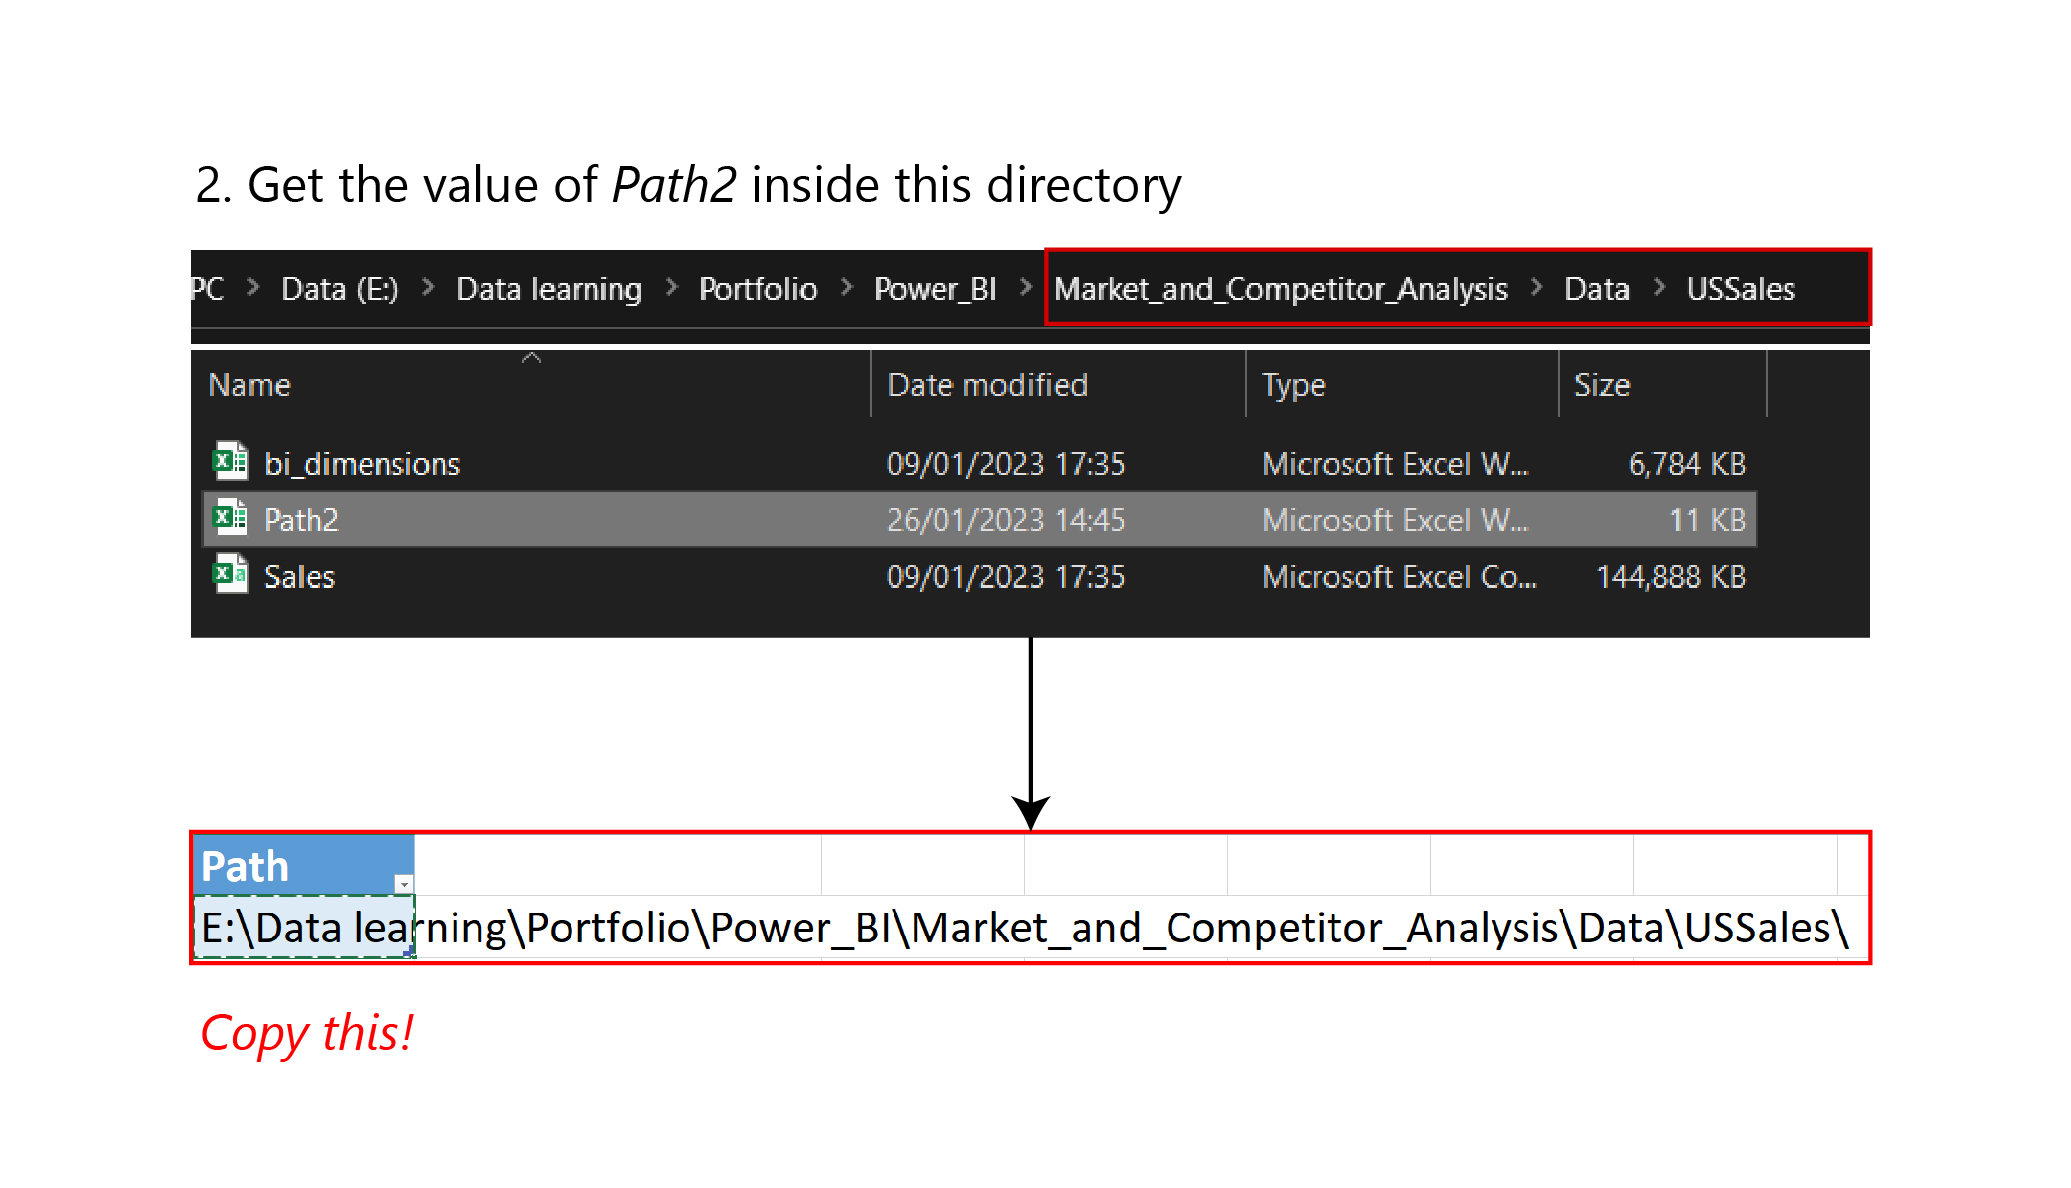 2. Get the value of Path2 inside this directory
PC > Data (E:) > Data learning > Portfolio > Power_BI > Market_and_Competitor_Analysis > Data > USSales
Name Date modified Type Size
bi_dimensions 09/01/2023 17:35 Microsoft Excel W... 6,784 KB
Path2 26/01/2023 14:45 Microsoft Excel W... 11 KB
Sales 09/01/2023 17:35 Microsoft Excel Co... 144,888 KB
Path
E:\Data learning\Portfolio\Power_BI\Market_and_Competitor_Analysis\Data\USSales\
Copy this!